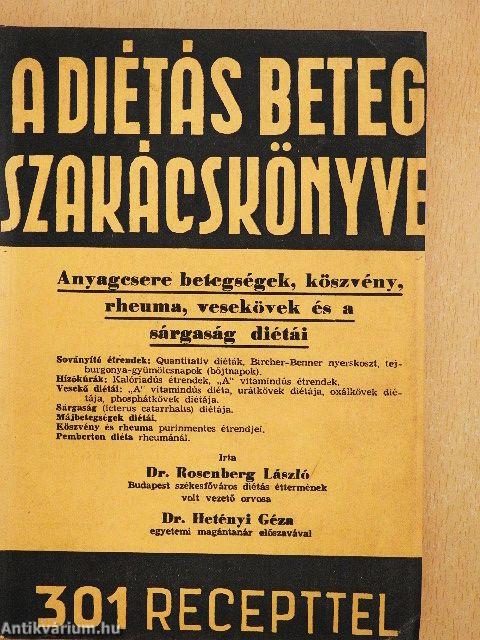 A DIÉTÁS BETEG
SZAKÁCSKÖNYVE
Anyagcsere betegségek, köszvény,
rheuma, vesekövek és a
sárgaság diétái
Soványító étrendek: Quantitativ diéták, Bircher-Benner nyerskoszt, tej-
burgonya-gyümölcsnapok (böjtnapok).
Hízókúrák: Kalóriadús étrendek, „A" vitamindús étrendek.
Vesekő diétái: „A" vitamindús diéta, urátkövek diétája, oxálkövek dié-
tája, phosphátkövek diétája.
Sárgaság (icterus catarrhalis) diétája.
Májbetegségek diétái.
Köszvény és rheuma purinmentes étrendjei.
Pemberton diéta rheumánál.
Irta
Dr. Rosenberg László
Budapest székesfőváros diétás éttermének
volt vezető orvosa
Dr. Hetényi Géza
egyetemi magántanár előszavával
301 RECEPTTEL
Antikvárium.hu